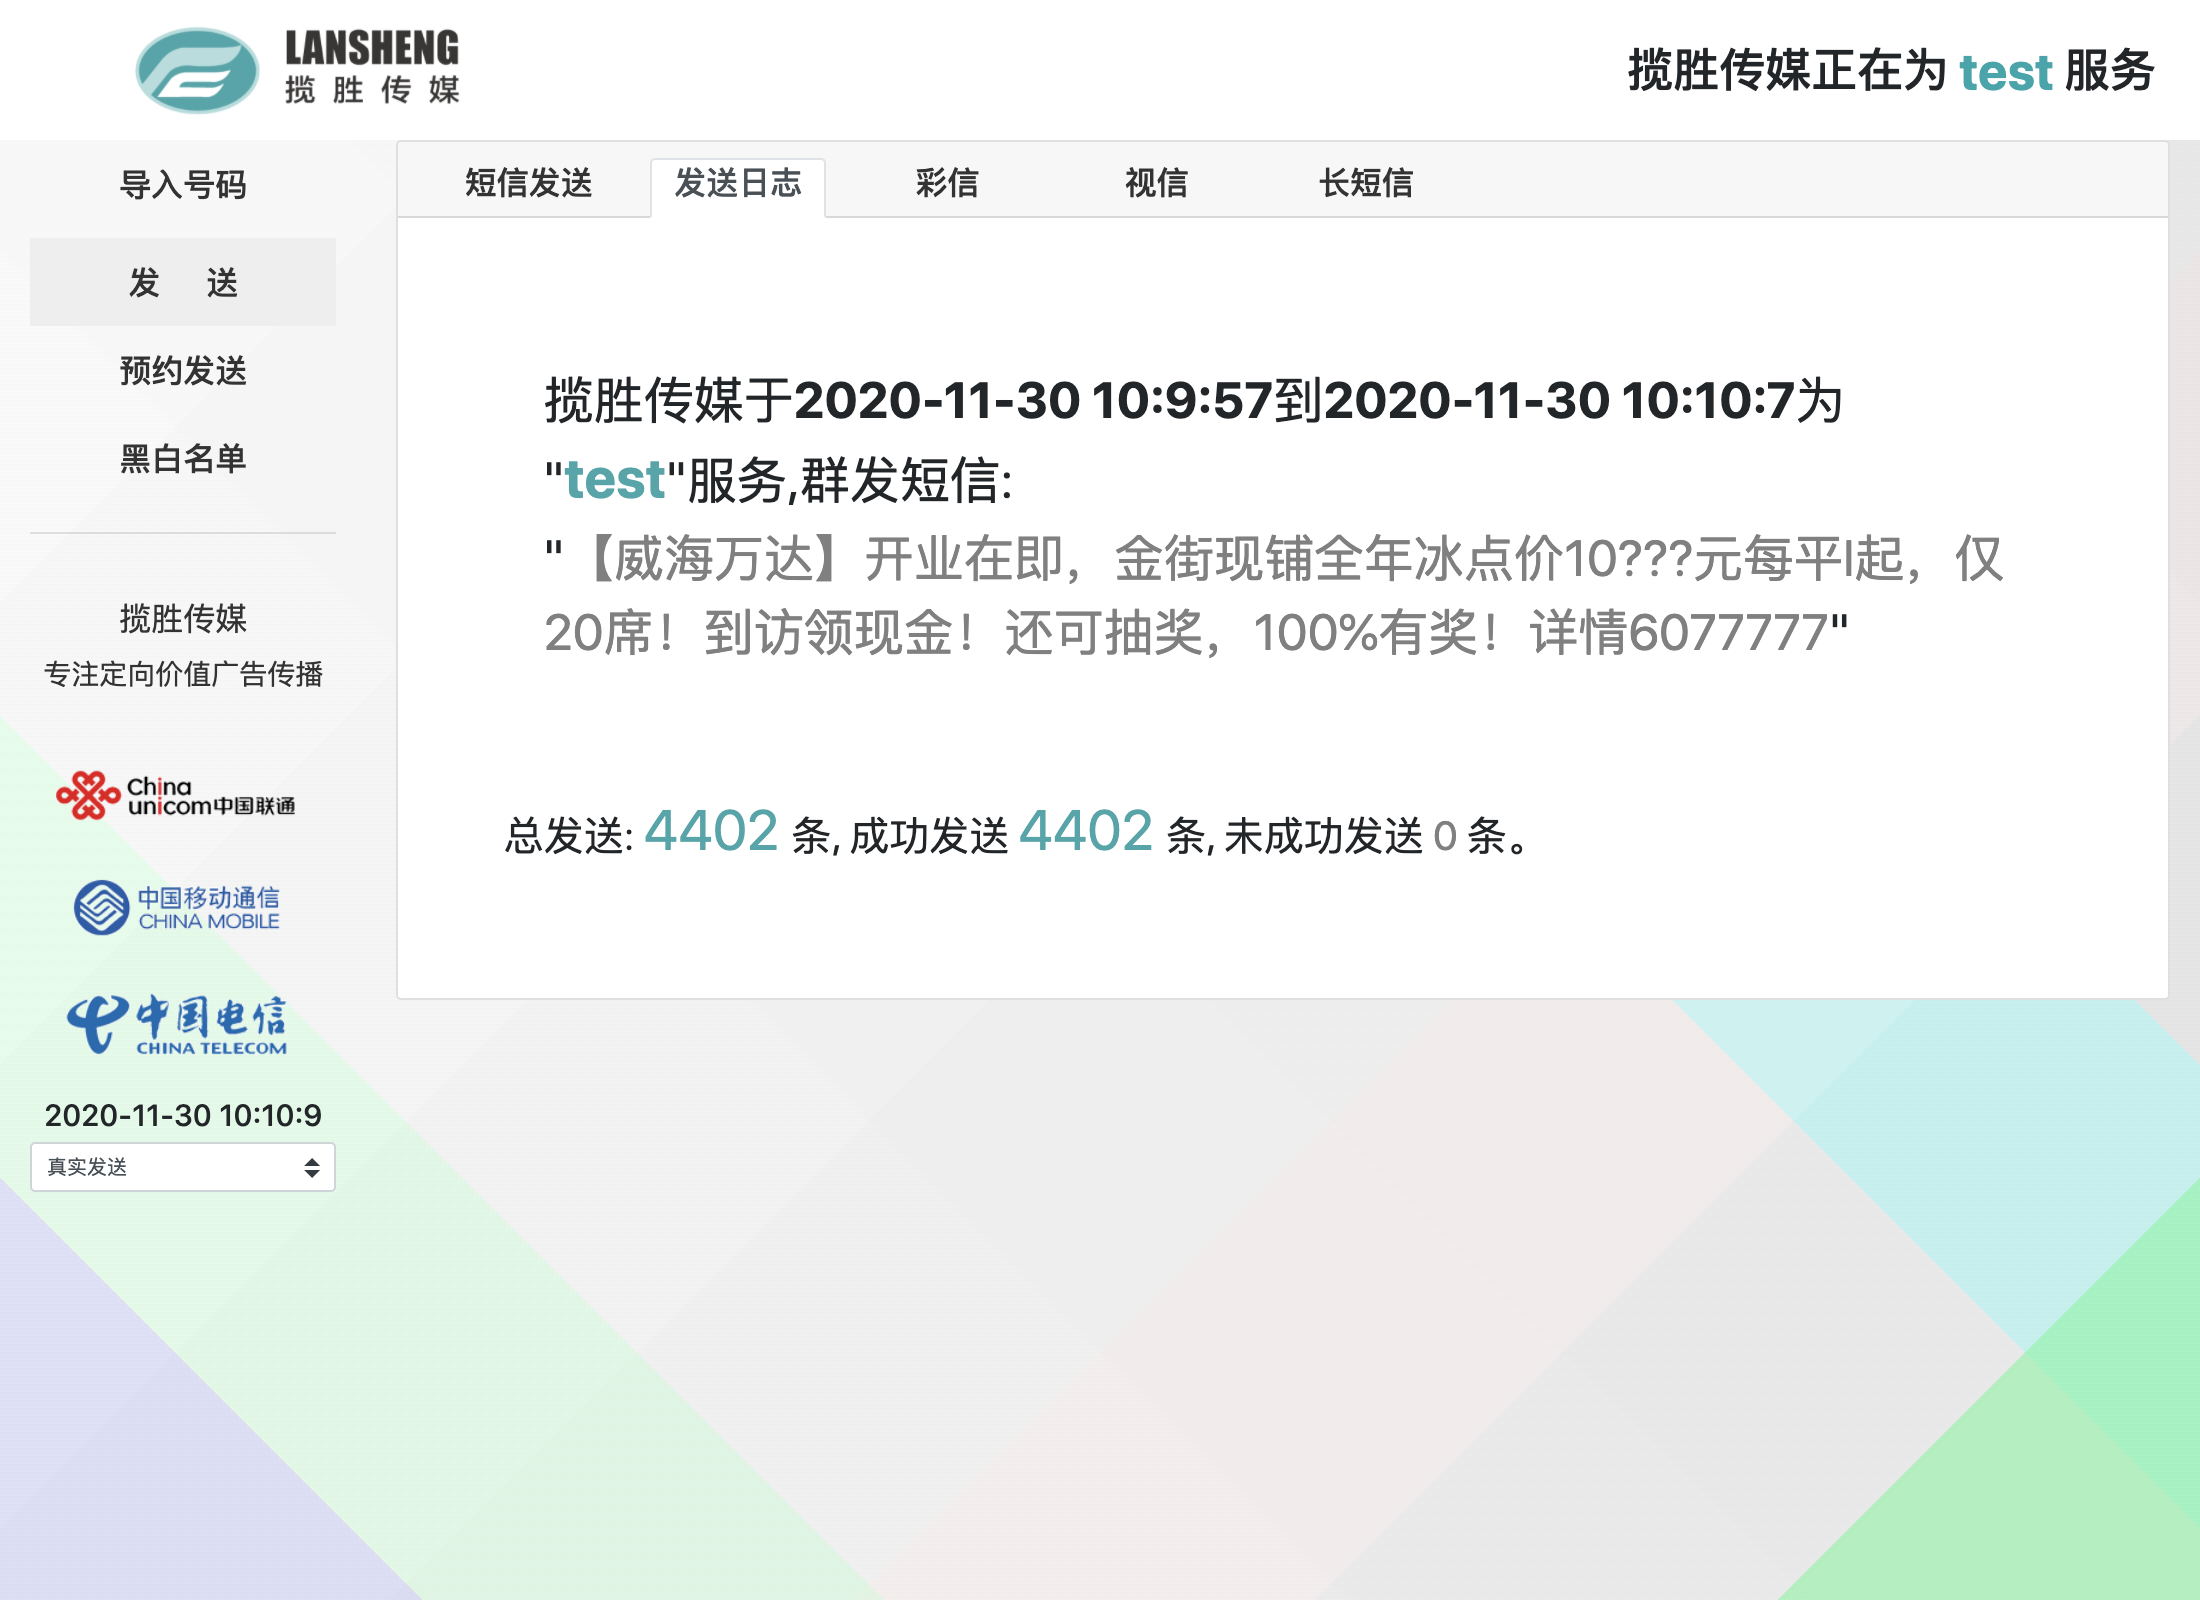 LANSHENG
揽胜传媒
揽胜传媒正在为 test 服务
导入号码
发 送
预约发送
黑白名单
揽胜传媒
专注定向价值广告传播
China
unicom中国联通
中国移动通信
CHINA MOBILE
中国电信
CHINA TELECOM
2020-11-30 10:10:9
真实发送
短信发送 发送日志 彩信 视信 长短信
揽胜传媒于2020-11-30 10:9:57到2020-11-30 10:10:7为
"test"服务,群发短信:
"【威海万达】开业在即，金街现铺全年冰点价10???元每平l起，仅
20席！到访领现金！还可抽奖，100%有奖！详情6077777"
总发送: 4402 条, 成功发送 4402 条, 未成功发送 0 条。